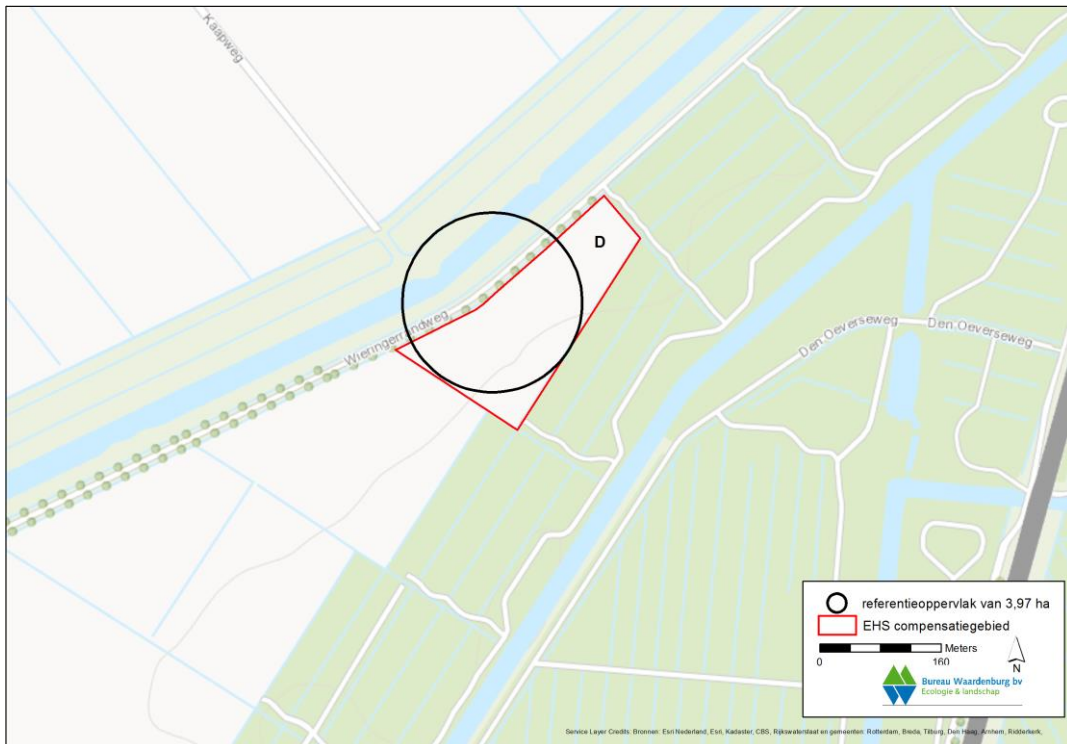 Kaapweg
D
Wieringerrandweg
Den Oeverseweg
Den Oeverseweg
referentieoppervlak van 3,97 ha
EHS compensatiegebied
Meters
0 160
N
Bureau Waardenburg bv
Ecologie & landschap
Service Layer Credits: Bronnen: Esri Nederland, Esri, Kadaster, CBS, Rijkswaterstaat en gemeenten: Rotterdam, Breda, Tilburg, Den Haag, Arnhem, Ridderkerk,